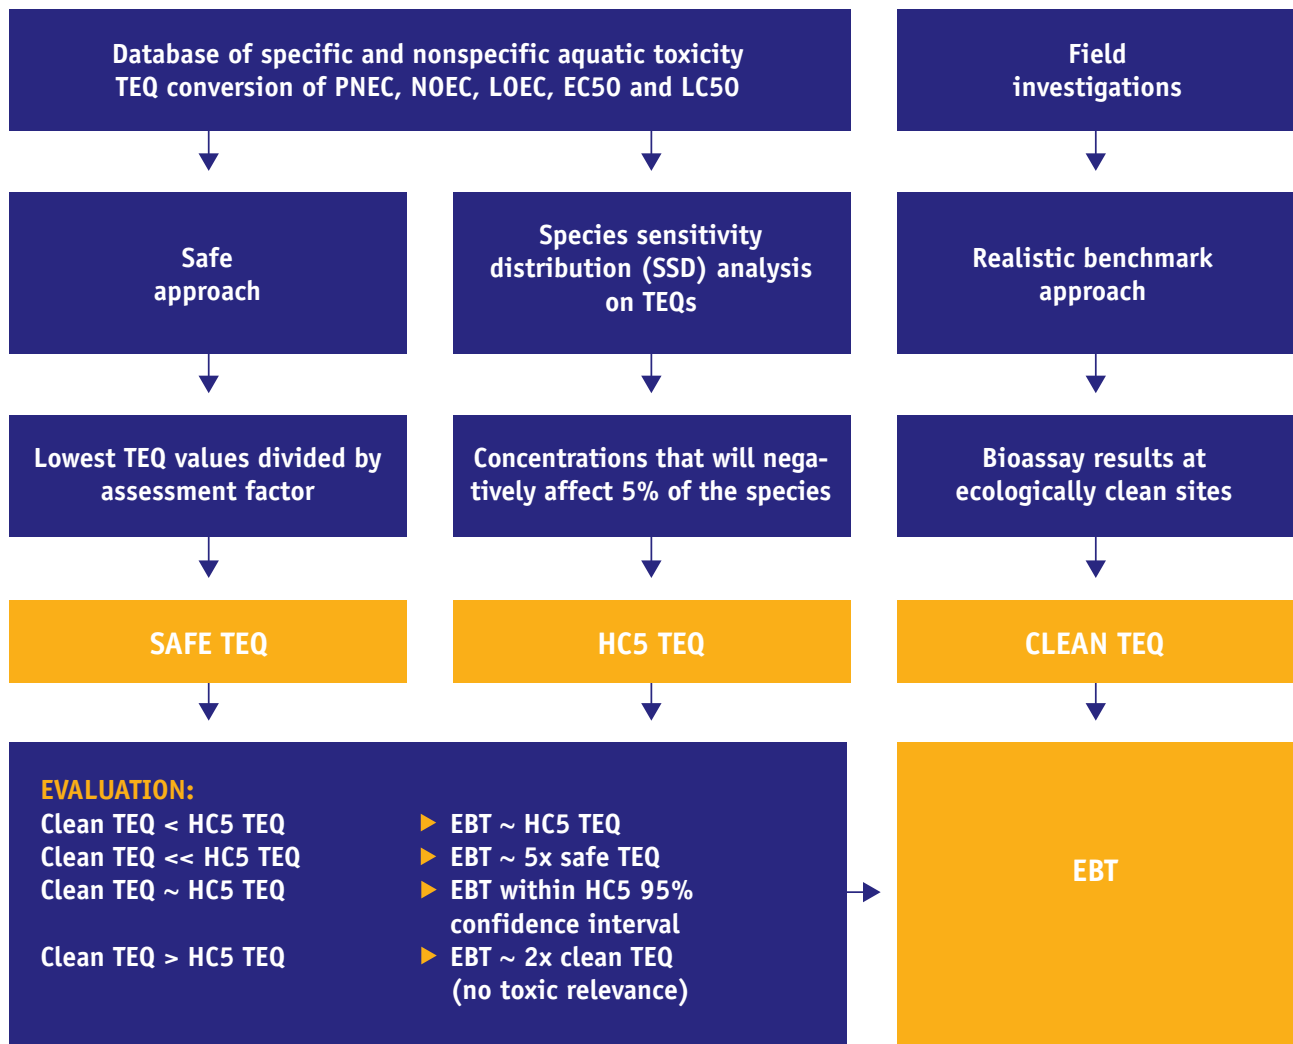 Database of specific and nonspecific aquatic toxicity
TEQ conversion of PNEC, NOEC, LOEC, EC50 and LC50
Field
investigations
Safe
approach
Species sensitivity
distribution (SSD) analysis
on TEQs
Realistic benchmark
approach
Lowest TEQ values divided by
assessment factor
Concentrations that will nega-
tively affect 5% of the species
Bioassay results at
ecologically clean sites
SAFE TEQ
HC5 TEQ
CLEAN TEQ
EVALUATION:
Clean TEQ < HC5 TEQ ▶ EBT ~ HC5 TEQ
Clean TEQ << HC5 TEQ ▶ EBT ~ 5x safe TEQ
Clean TEQ ~ HC5 TEQ ▶ EBT within HC5 95%
confidence interval
Clean TEQ > HC5 TEQ ▶ EBT ~ 2x clean TEQ
(no toxic relevance)
EBT